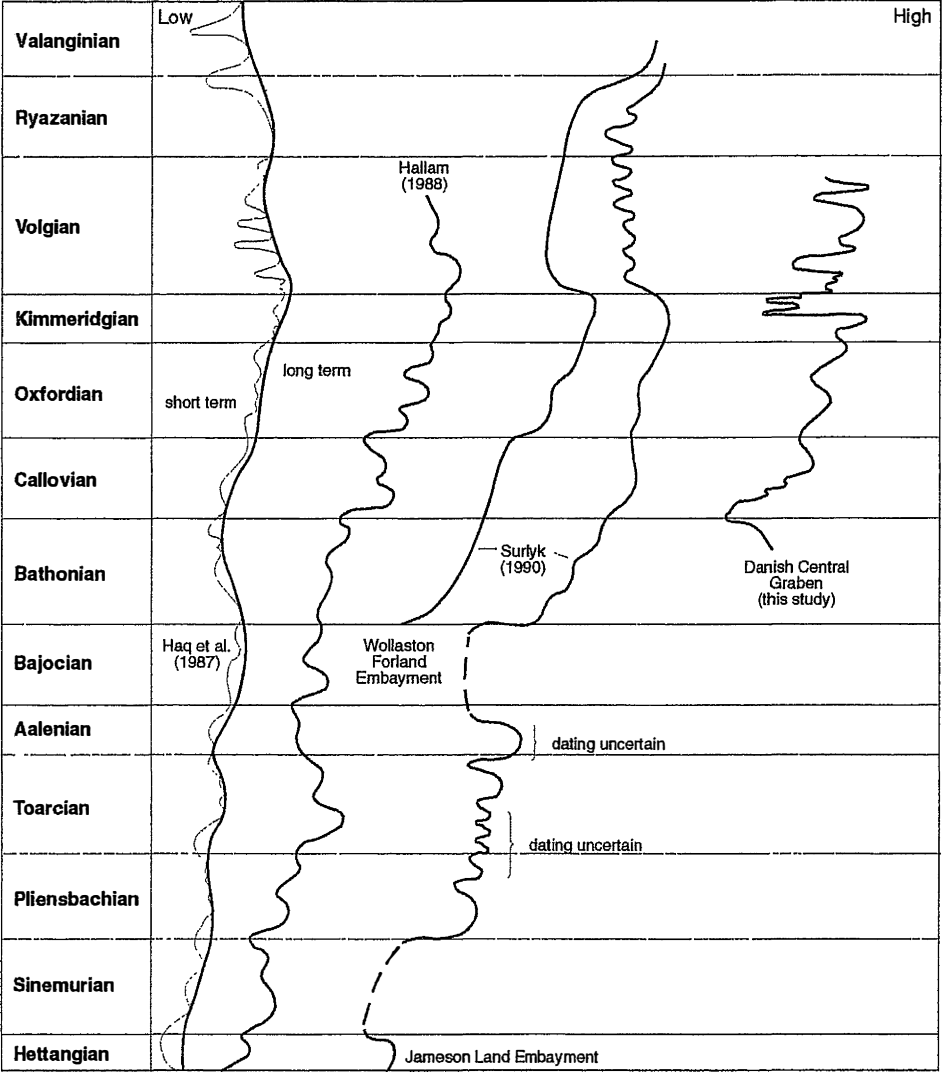 Low
High
Valanginian
Ryazanian
Hallam
(1988)
Volgian
Kimmeridgian
long term
Oxfordian
short term
Callovian
Surlyk
(1990)
Bathonian
Danish Central
Graben
(this study)
Haq et al.
(1987)
Wollaston
Forland
Embayment
Bajocian
Aalenian
dating uncertain
Toarcian
dating uncertain
Pliensbachian
Sinemurian
Hettangian
Jameson Land Embayment